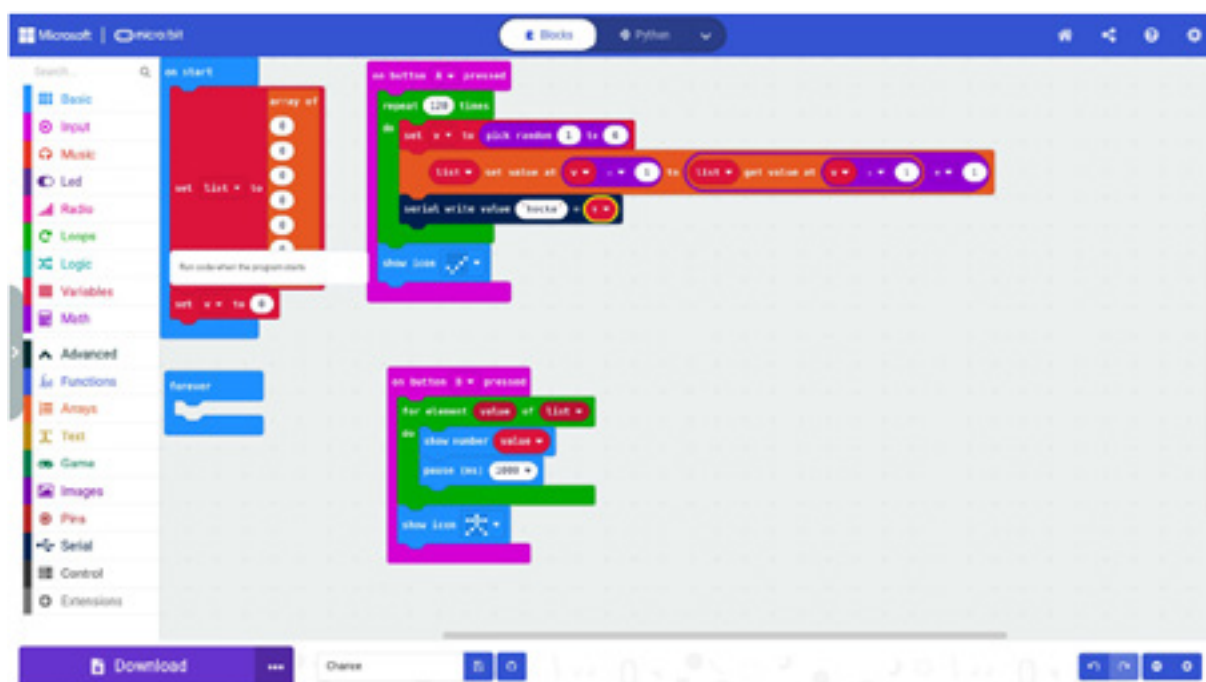 Microsoft | micro:bit
Blocks
Python
Search...
Basic
Input
Music
Led
Radio
Loops
Logic
Variables
Math
Advanced
Functions
Arrays
Text
Game
Images
Pins
Serial
Control
Extensions
on start
set list to
array of
0
0
0
0
0
0
Run code when the program starts
set v to 0
forever
on button A pressed
repeat 120 times
do
set v to pick random 1 to 6
list set value at v - 1 to list get value at v - 1 + 1
serial write value = v
show icon
on button B pressed
for element value of list
do
show number value
pause (ms) 1000
show icon
Download
...
Chance